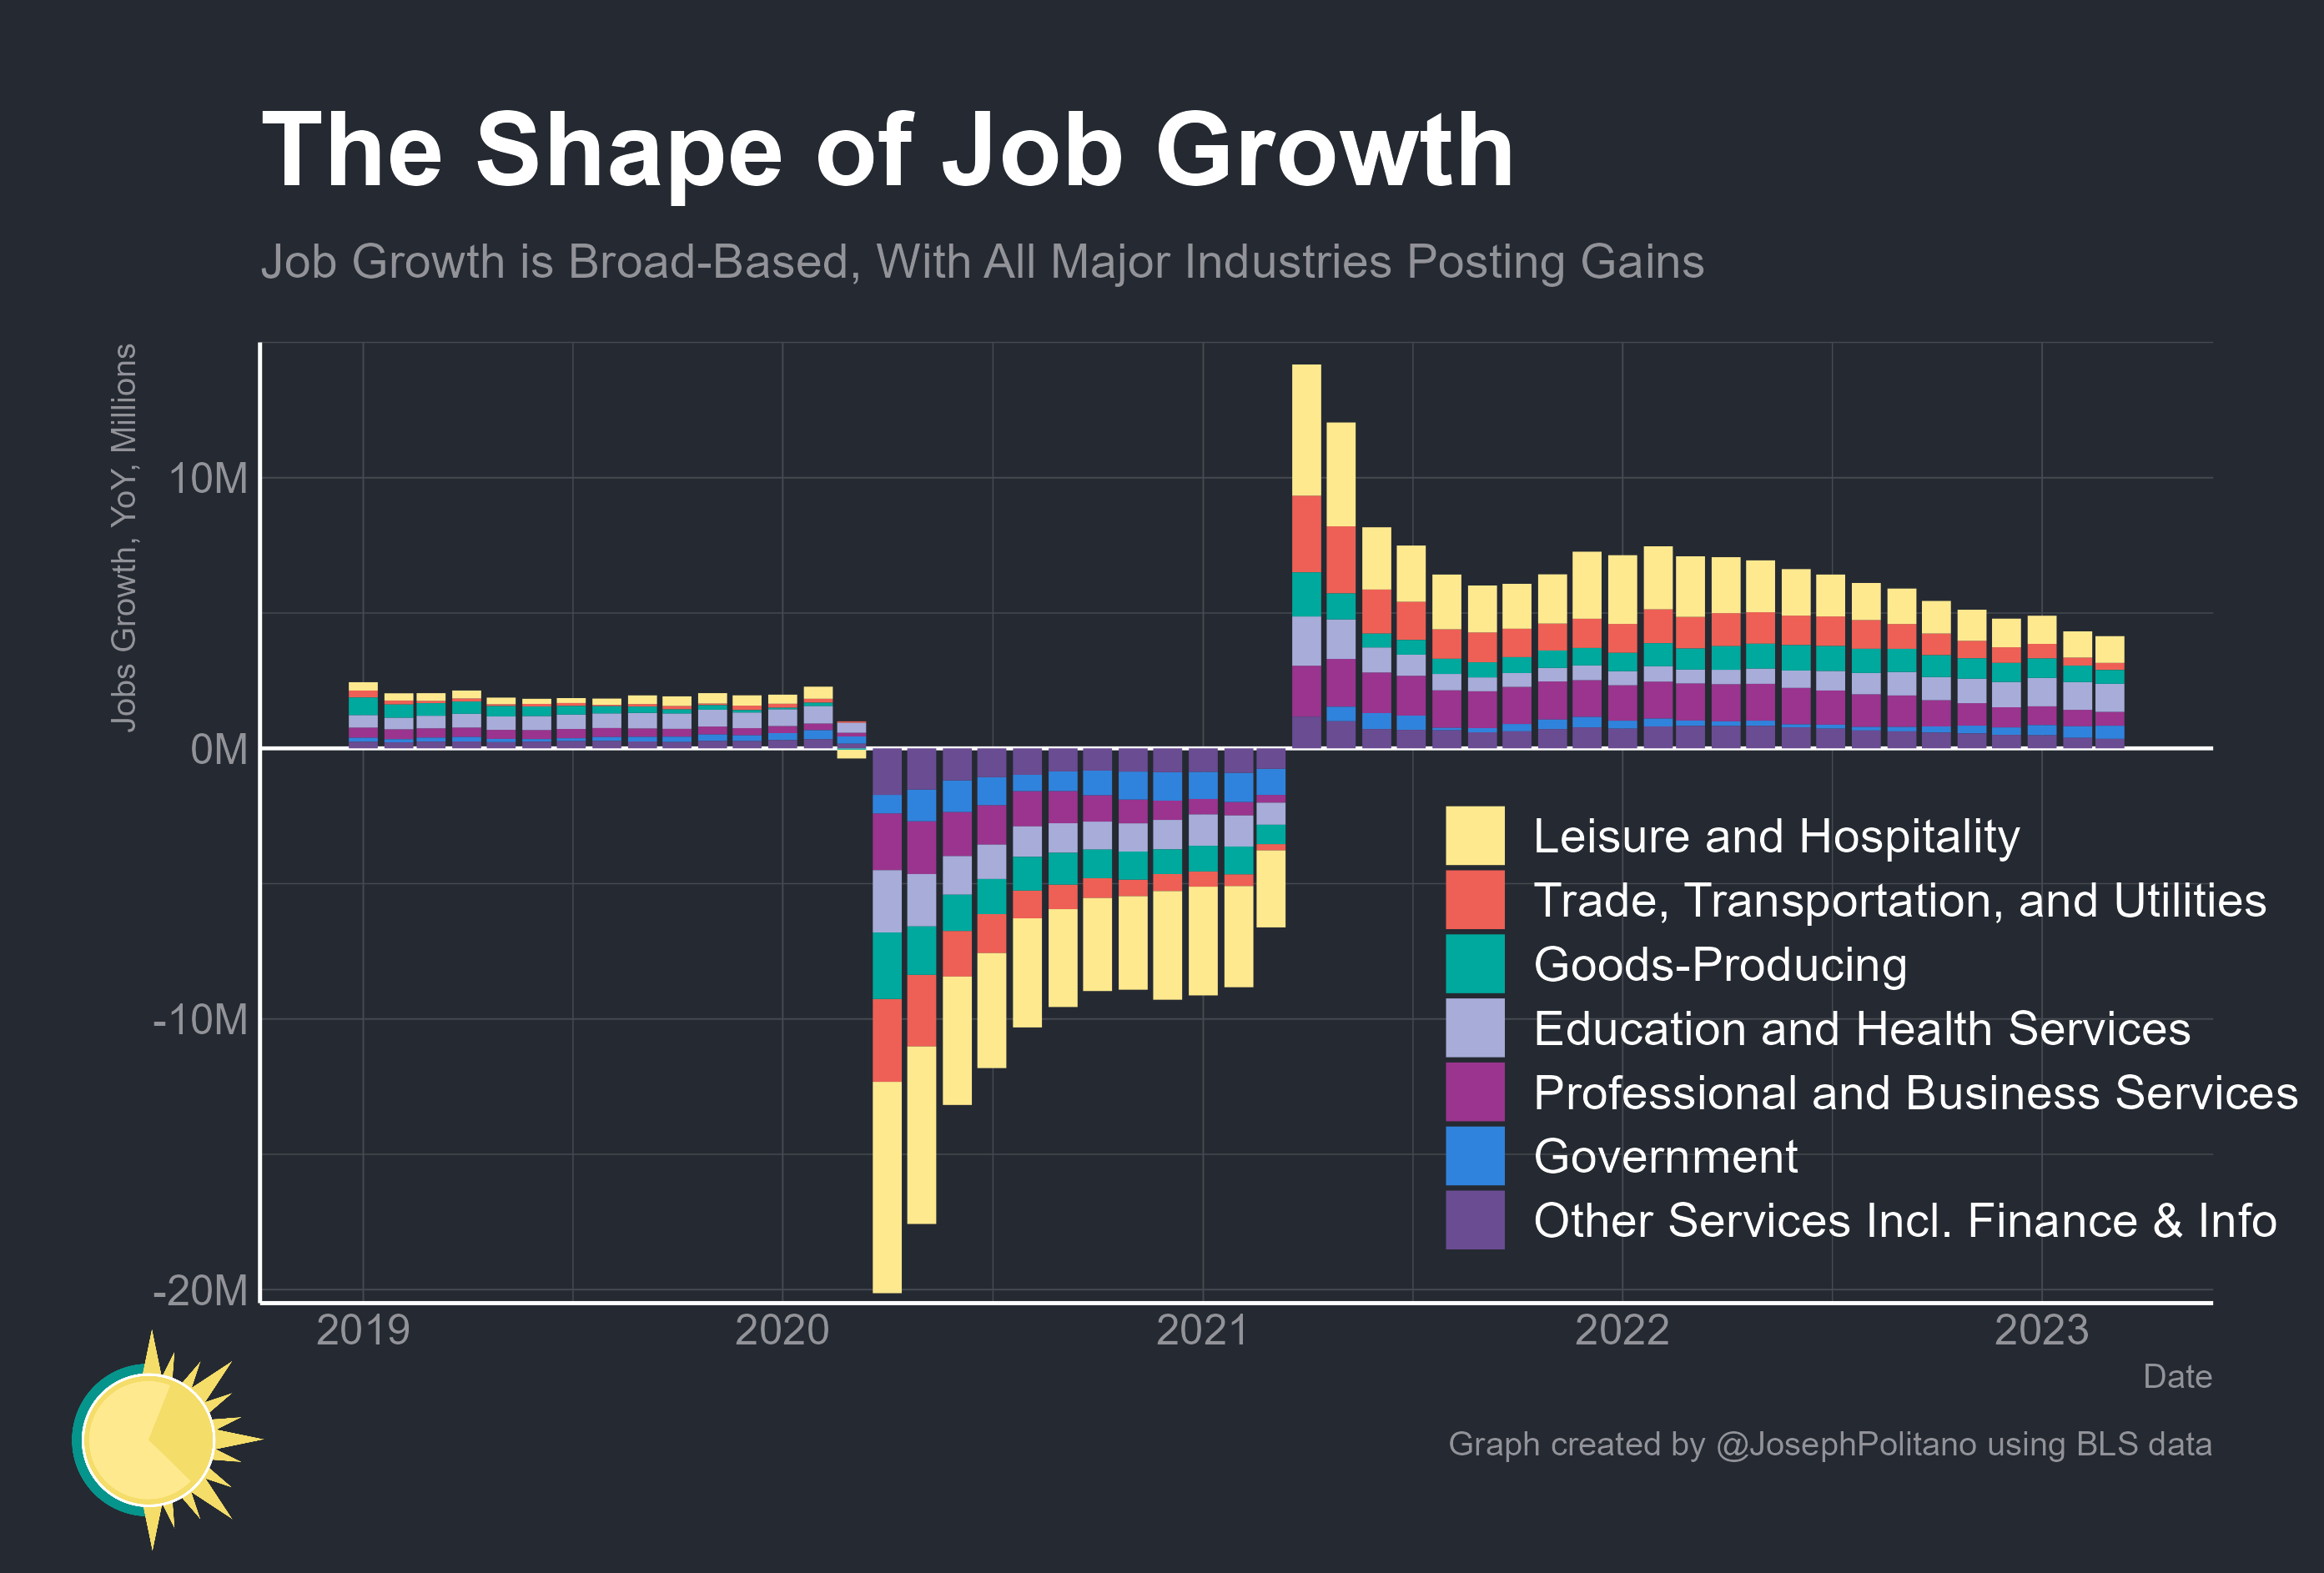 The Shape of Job Growth
Job Growth is Broad-Based, With All Major Industries Posting Gains
Jobs Growth, YoY, Millions
10M
0M
-10M
-20M
Leisure and Hospitality
Trade, Transportation, and Utilities
Goods-Producing
Education and Health Services
Professional and Business Services
Government
Other Services Incl. Finance & Info
2019 2020 2021 2022 2023
Date
Graph created by @JosephPolitano using BLS data